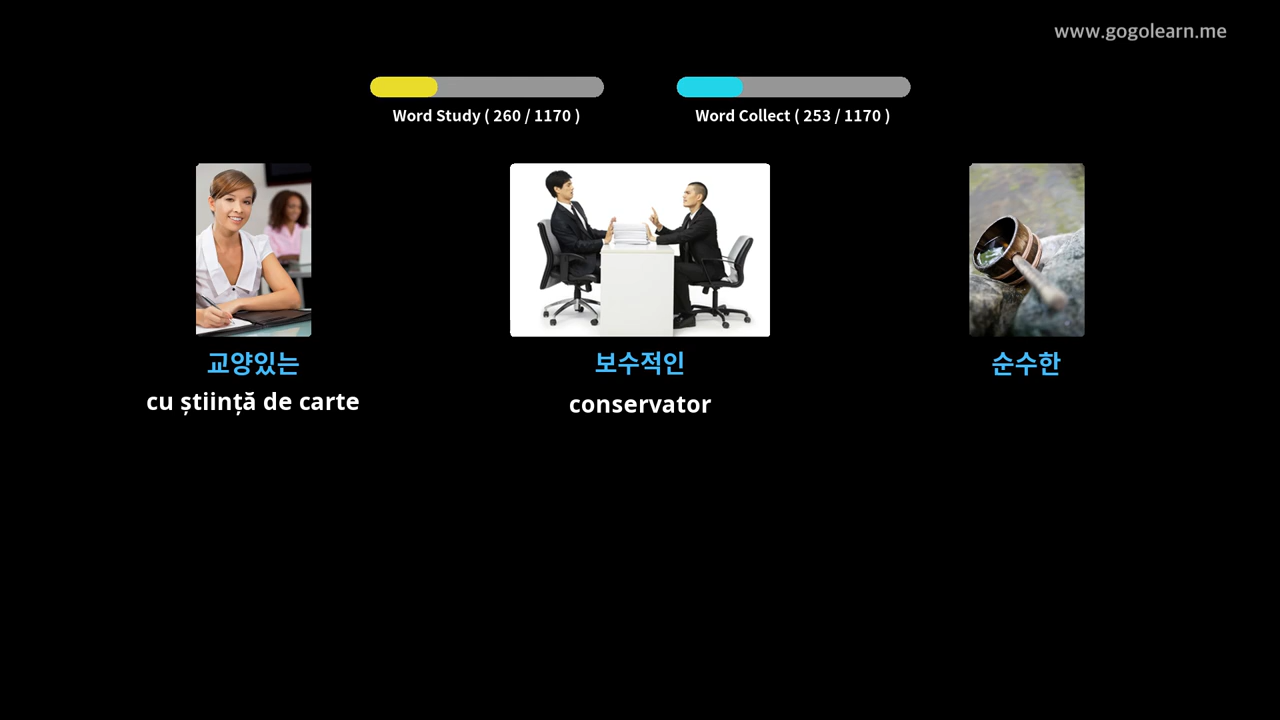 www.gogolearn.me
Word Study ( 260 / 1170 )
Word Collect ( 253 / 1170 )
교양있는
cu știință de carte
보수적인
conservator
순수한